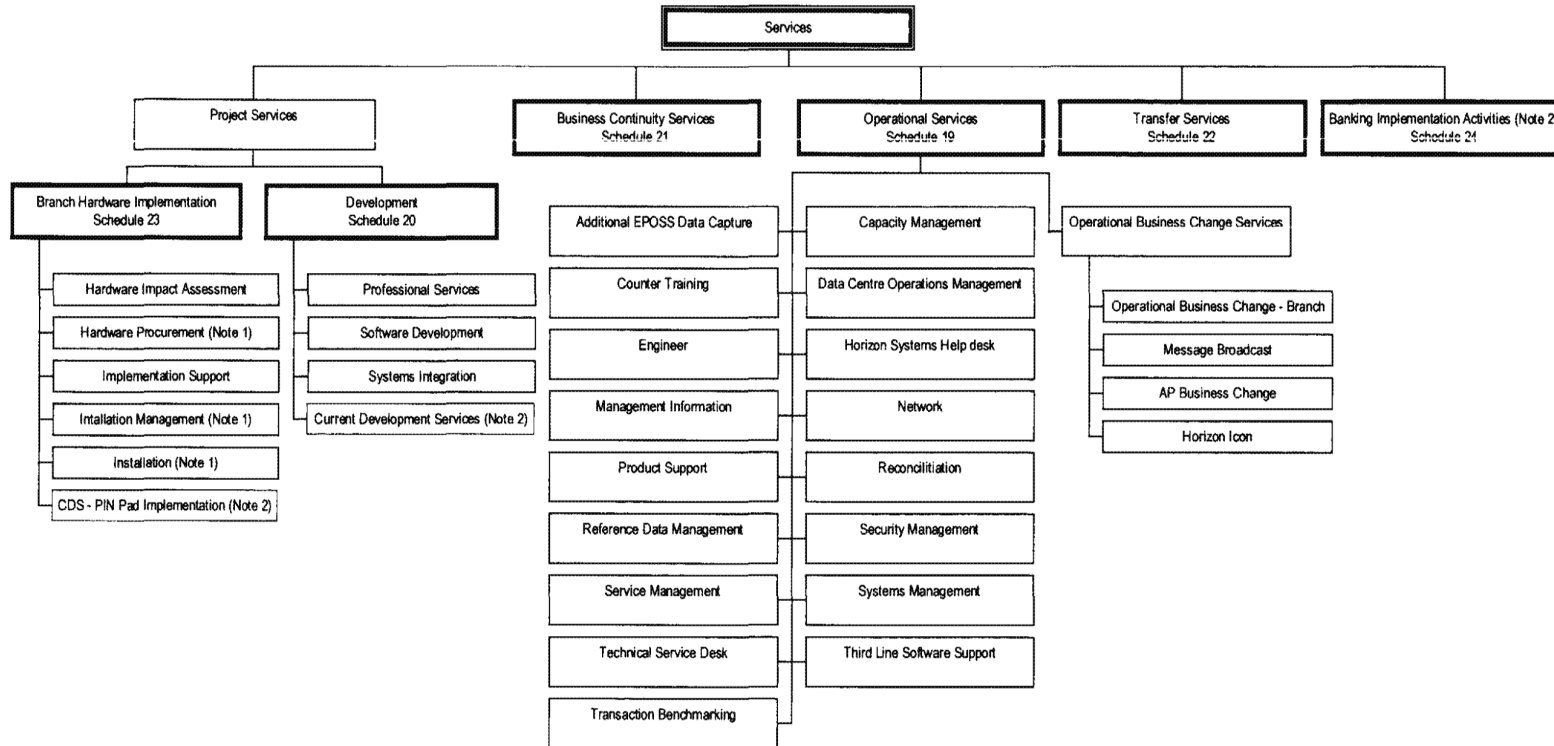 Services
Project Services
Business Continuity Services
Schedule 21
Operational Services
Schedule 19
Transfer Services
Schedule 22
Banking Implementation Activities (Note 2
Schedule 24
Branch Hardware Implementation
Schedule 23
Development
Schedule 20
Hardware Impact Assessment
Hardware Procurement (Note 1)
Implementation Support
Intallation Management (Note 1)
Installation (Note 1)
CDS - PIN Pad Implementation (Note 2)
Professional Services
Software Development
Systems Integration
Current Development Services (Note 2)
Additional EPOSS Data Capture
Counter Training
Engineer
Management Information
Product Support
Reference Data Management
Service Management
Technical Service Desk
Transaction Benchmarking
Capacity Management
Data Centre Operations Management
Horizon Systems Help desk
Network
Reconcilitiation
Security Management
Systems Management
Third Line Software Support
Operational Business Change Services
Operational Business Change - Branch
Message Broadcast
AP Business Change
Horizon Icon